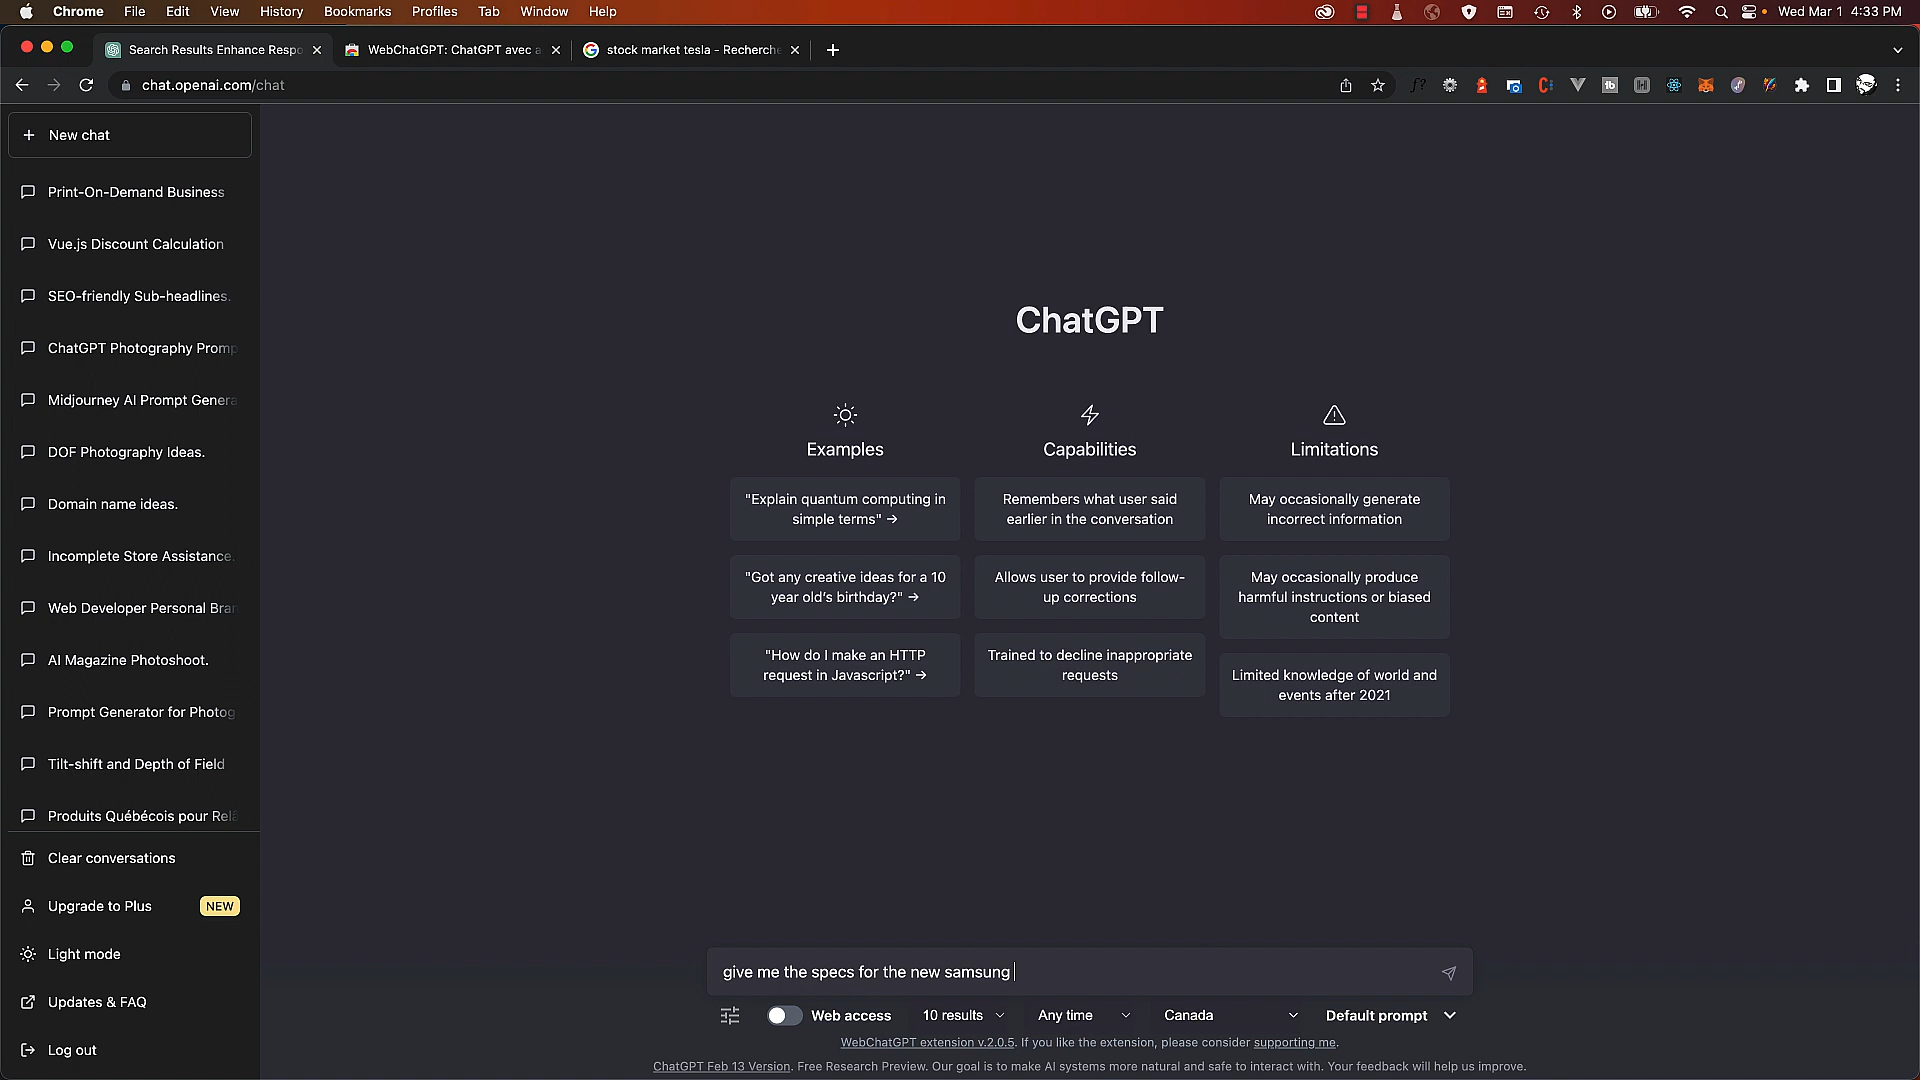 Chrome File Edit View History Bookmarks Profiles Tab Window Help Wed Mar 1 4:33 PM
Search Results Enhance Respo WebChatGPT: ChatGPT avec a stock market tesla - Recherche
chat.openai.com/chat
New chat
Print-On-Demand Business
Vue.js Discount Calculation
SEO-friendly Sub-headlines.
ChatGPT Photography Promp
Midjourney AI Prompt Genera
DOF Photography Ideas.
Domain name ideas.
Incomplete Store Assistance.
Web Developer Personal Bran
AI Magazine Photoshoot.
Prompt Generator for Photog
Tilt-shift and Depth of Field
Produits Québécois pour Rela
Clear conversations
Upgrade to Plus NEW
Light mode
Updates & FAQ
Log out
ChatGPT
Examples
"Explain quantum computing in
simple terms" →
"Got any creative ideas for a 10
year old's birthday?" →
"How do I make an HTTP
request in Javascript?" →
Capabilities
Remembers what user said
earlier in the conversation
Allows user to provide follow-
up corrections
Trained to decline inappropriate
requests
Limitations
May occasionally generate
incorrect information
May occasionally produce
harmful instructions or biased
content
Limited knowledge of world and
events after 2021
give me the specs for the new samsung
Web access 10 results Any time Canada Default prompt
WebChatGPT extension v.2.0.5. If you like the extension, please consider supporting me.
ChatGPT Feb 13 Version. Free Research Preview. Our goal is to make AI systems more natural and safe to interact with. Your feedback will help us improve.